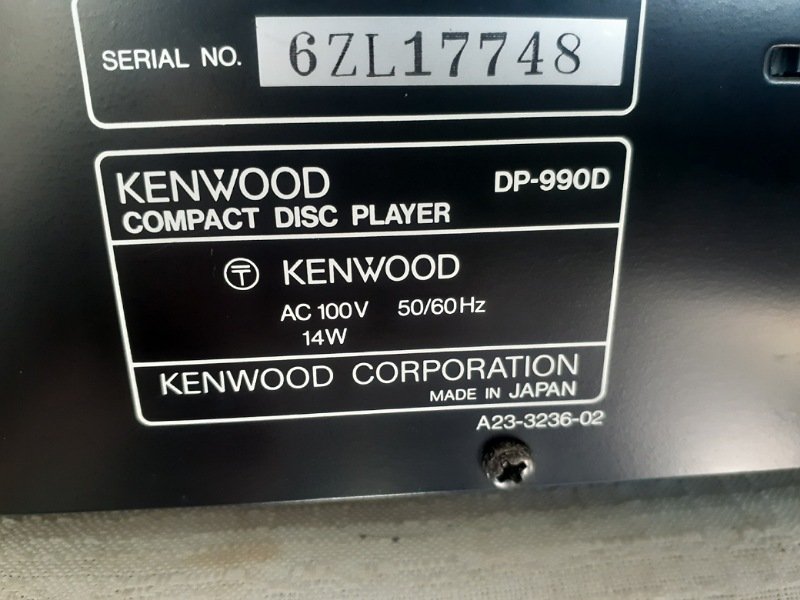 SERIAL NO. 6ZL17748
KENWOOD DP-990D
COMPACT DISC PLAYER
〒 KENWOOD
AC 100V 50/60Hz
14W
KENWOOD CORPORATION
MADE IN JAPAN
A23-3236-02